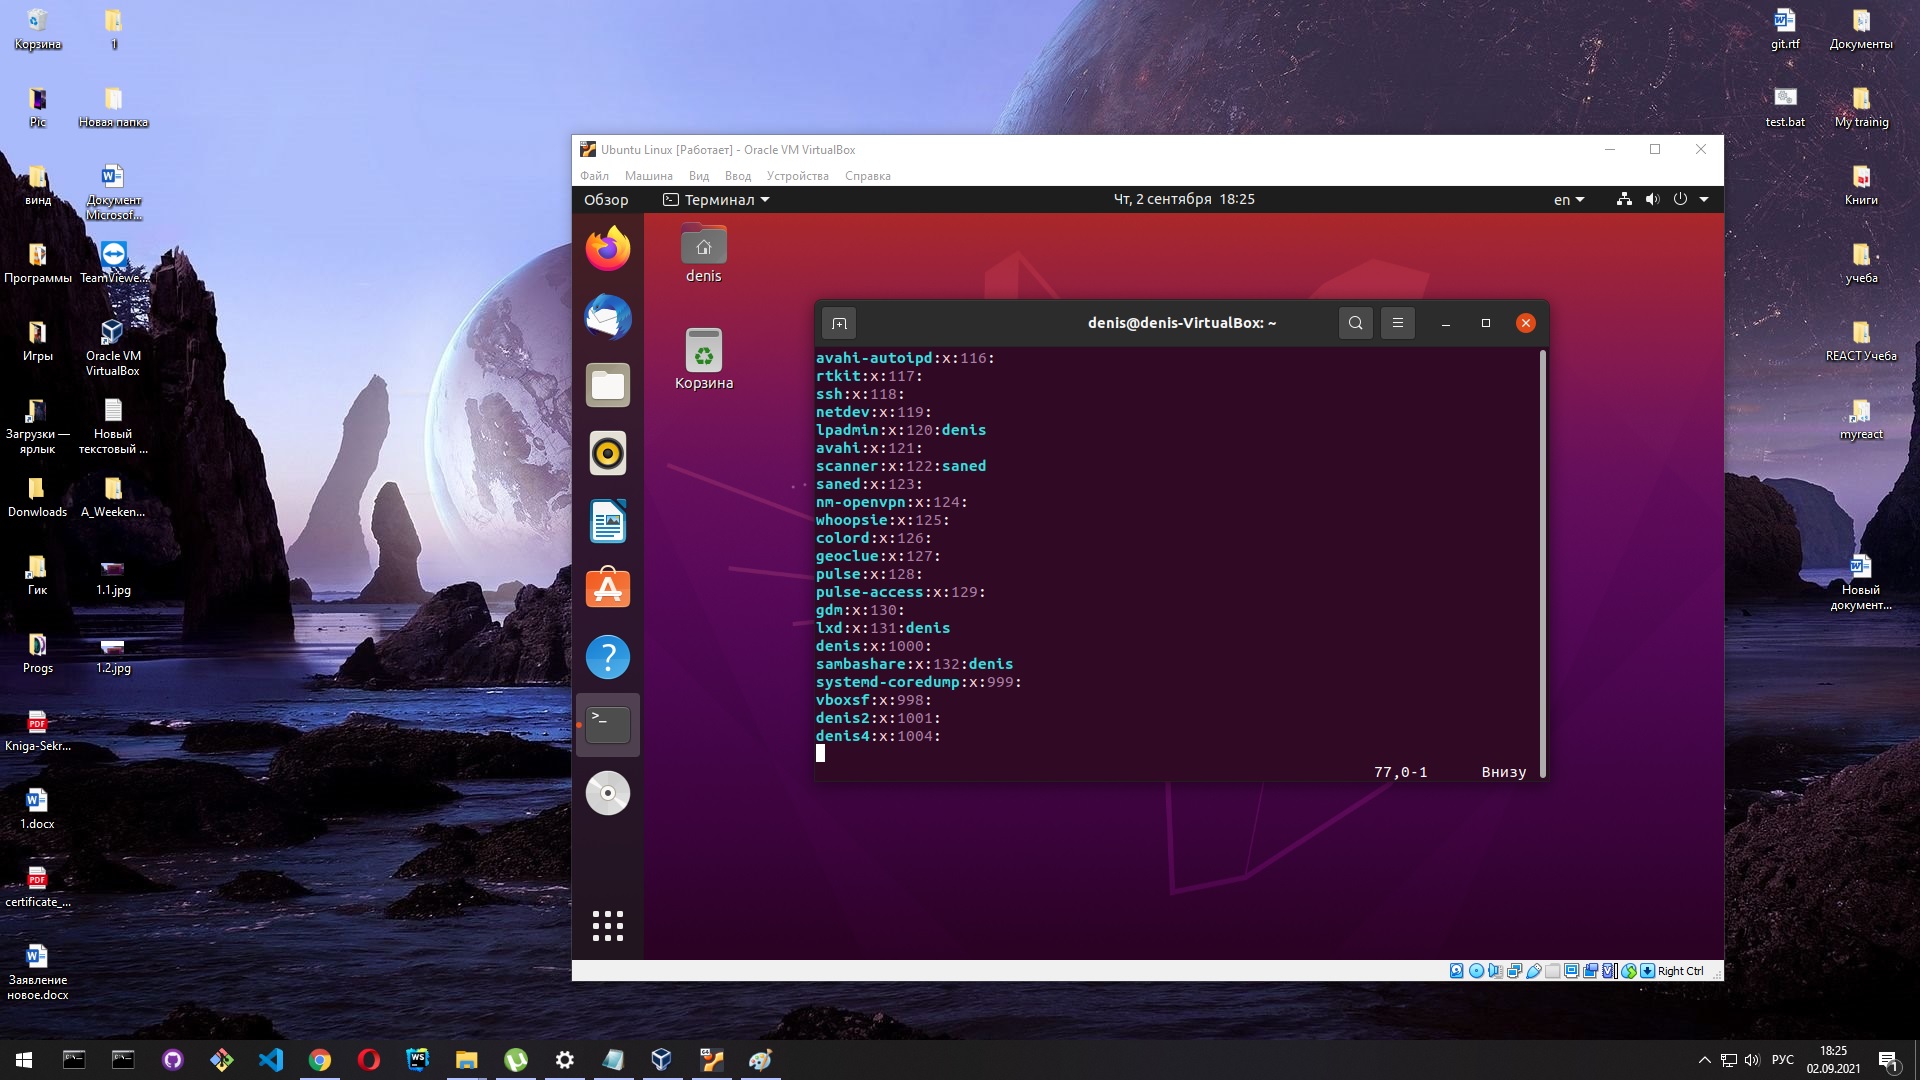 Корзина
1
Pic
Новая папка
винд
Документ
Microsof...
Программы
TeamViewe...
Игры
Oracle VM
VirtualBox
Загрузки —
ярлык
Новый
текстовый ...
Donwloads
A_Weeken...
Гик
1.1.jpg
Progs
1.2.jpg
PDF
Kniga-Sekr...
1.docx
PDF
certificate_...
Заявление
новое.docx
git.rtf
Документы
test.bat
My trainig
Книги
учеба
REACT Учеба
myreact
Новый
документ...
Ubuntu Linux [Работает] - Oracle VM VirtualBox
Файл Машина Вид Ввод Устройства Справка
Обзор Терминал Чт, 2 сентября 18:25 en
denis
Корзина
denis@denis-VirtualBox: ~
avahi-autoipd:x:116:
rtkit:x:117:
ssh:x:118:
netdev:x:119:
lpadmin:x:120:denis
avahi:x:121:
scanner:x:122:saned
saned:x:123:
nm-openvpn:x:124:
whoopsie:x:125:
colord:x:126:
geoclue:x:127:
pulse:x:128:
pulse-access:x:129:
gdm:x:130:
lxd:x:131:denis
denis:x:1000:
sambashare:x:132:denis
systemd-coredump:x:999:
vboxsf:x:998:
denis2:x:1001:
denis4:x:1004:
77,0-1 Внизу
Right Ctrl
WS
РУС
18:25
02.09.2021
1